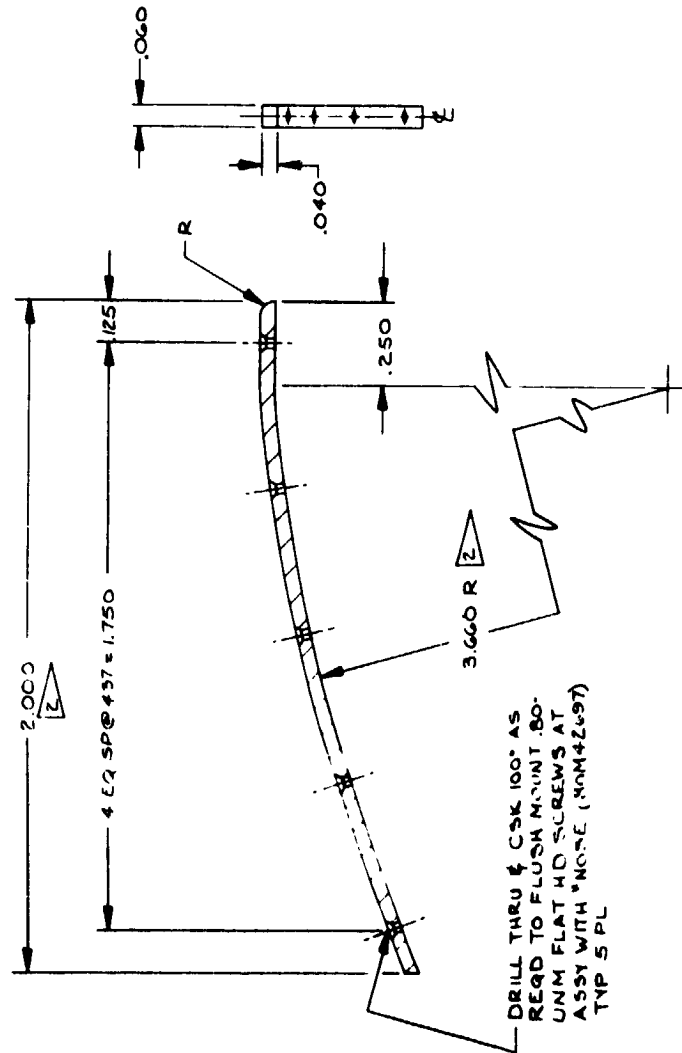 .060
.040
R
2.000
2
.125
4 EQ SP@.437 = 1.750
.250
3.660 R 2
DRILL THRU & CSK 100° AS
REQD TO FLUSH MOUNT .80-
UNM FLAT HD SCREWS AT
ASSY WITH "NOSE
TYP 5 PL